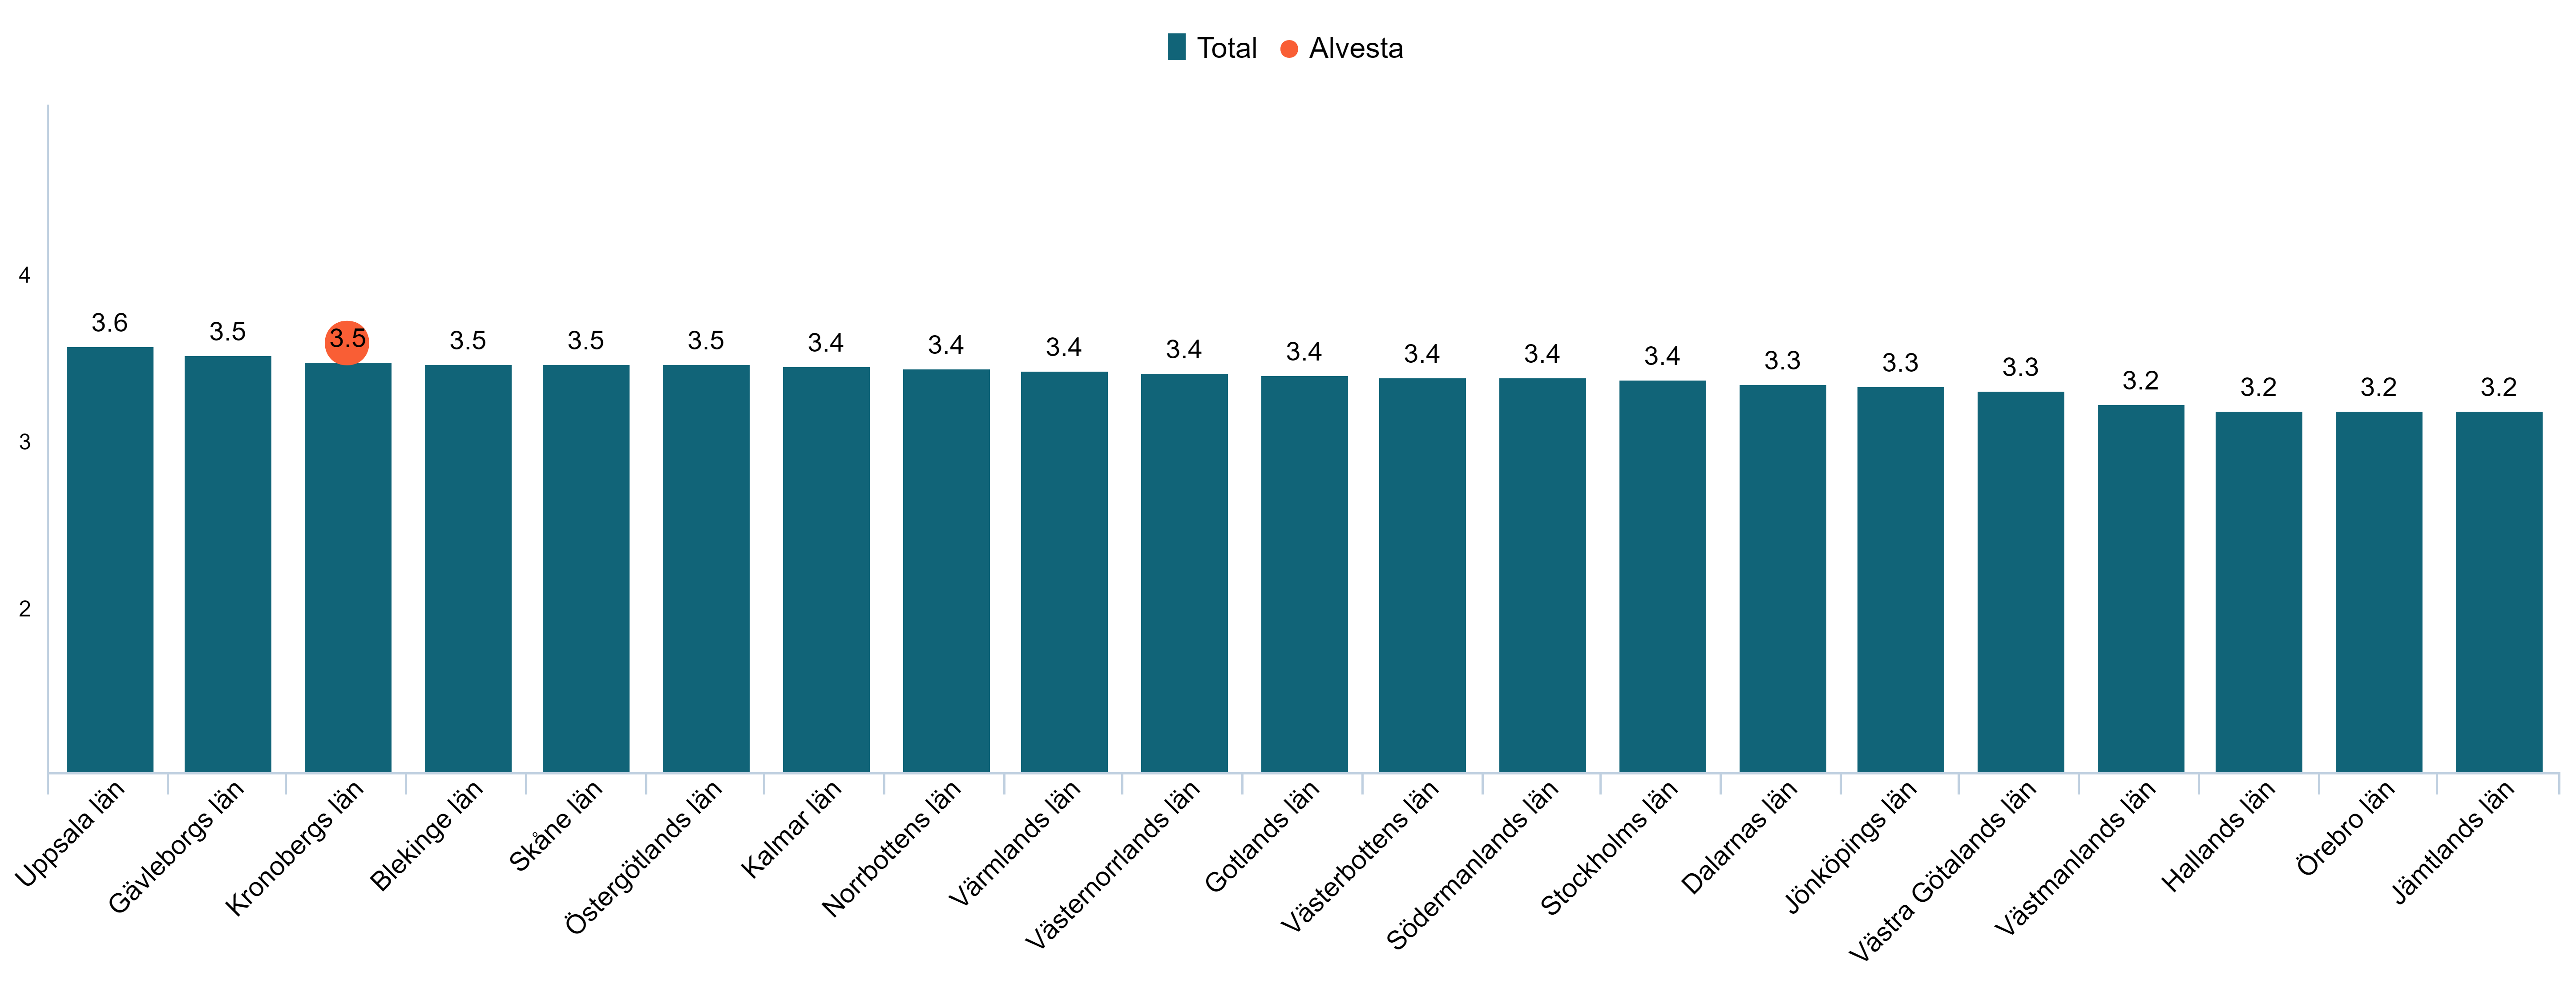 Total Alvesta
4
3
2
3.6 3.5 3.5 3.5 3.5 3.5 3.4 3.4 3.4 3.4 3.4 3.4 3.4 3.4 3.3 3.3 3.3 3.2 3.2 3.2 3.2
Uppsala län
Gävleborgs län
Kronobergs län
Blekinge län
Skåne län
Östergötlands län
Kalmar län
Norrbottens län
Värmlands län
Västernorrlands län
Gotlands län
Västerbottens län
Södermanlands län
Stockholms län
Dalarnas län
Jönköpings län
Västra Götalands län
Västmanlands län
Hallands län
Örebro län
Jämtlands län